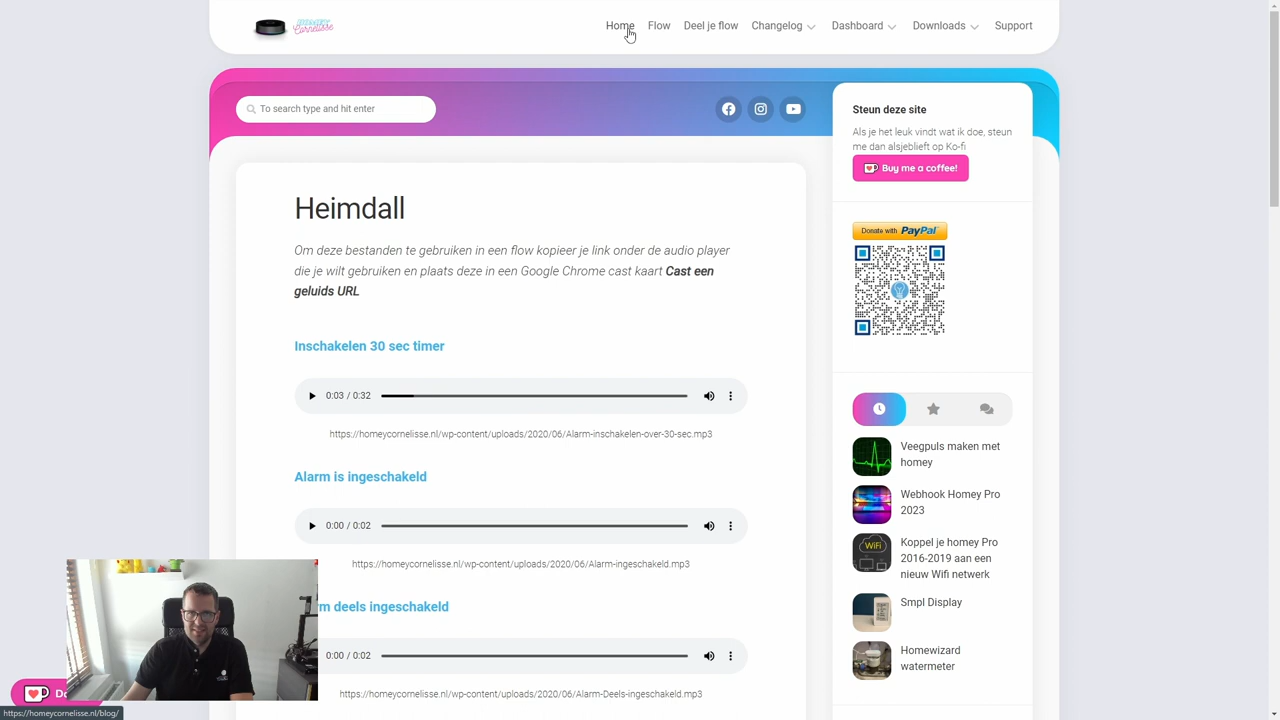 Cornelisse
Home Flow Deel je flow Changelog Dashboard Downloads Support
To search type and hit enter
Steun deze site
Als je het leuk vindt wat ik doe, steun
me dan alsjeblieft op Ko-fi
Buy me a coffee!
Donate with PayPal
Heimdall
Om deze bestanden te gebruiken in een flow kopieer je link onder de audio player
die je wilt gebruiken en plaats deze in een Google Chrome cast kaart Cast een
geluids URL
Inschakelen 30 sec timer
0:03 / 0:32
https://homeycornelisse.nl/wp-content/uploads/2020/06/Alarm-inschakelen-over-30-sec.mp3
Alarm is ingeschakeld
0:00 / 0:02
https://homeycornelisse.nl/wp-content/uploads/2020/06/Alarm-ingeschakeld.mp3
deels ingeschakeld
0:00 / 0:02
https://homeycornelisse.nl/wp-content/uploads/2020/06/Alarm-Deels-ingeschakeld.mp3
Veegpuls maken met
homey
Webhook Homey Pro
2023
WiFi
Koppel je homey Pro
2016-2019 aan een
nieuw Wifi netwerk
Smpl Display
Homewizard
watermeter
https://homeycornelisse.nl/blog/